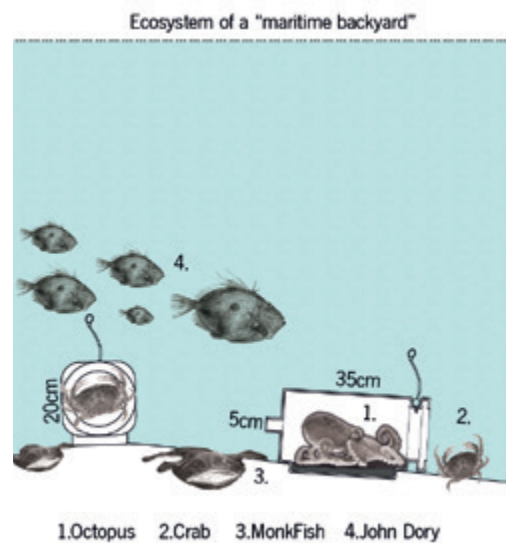 Ecosystem of a “maritime backyard”
4.
20cm
35cm
5cm
1.
2.
3.
1.Octopus 2.Crab 3.MonkFish 4.John Dory